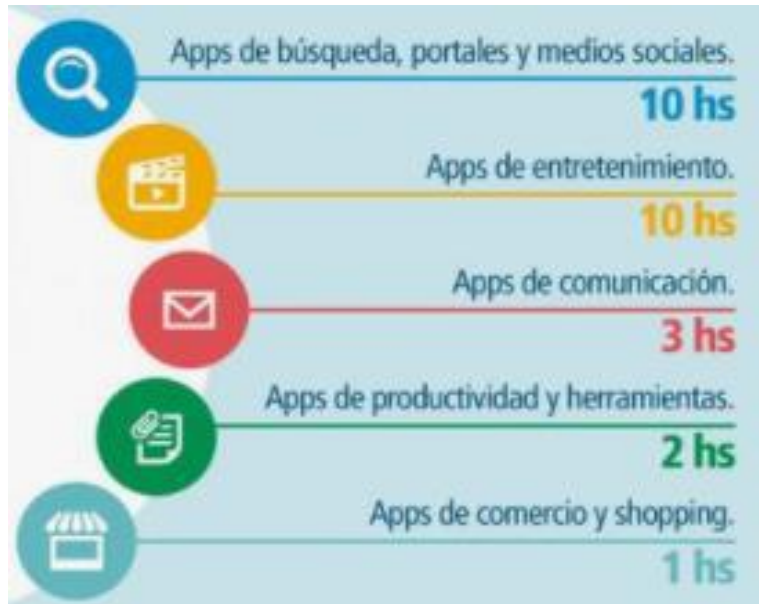 Apps de búsqueda, portales y medios sociales.
10 hs
Apps de entretenimiento.
10 hs
Apps de comunicación.
3 hs
Apps de productividad y herramientas.
2 hs
Apps de comercio y shopping.
1 hs